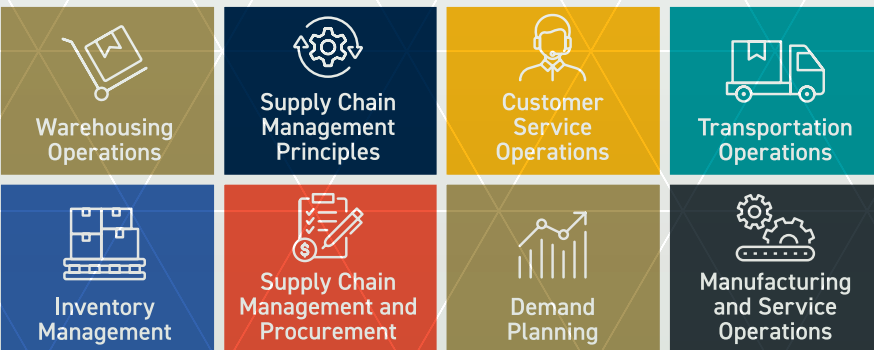 Warehousing
Operations
Supply Chain
Management
Principles
Customer
Service
Operations
Transportation
Operations
Inventory
Management
$
Supply Chain
Management and
Procurement
Demand
Planning
Manufacturing
and Service
Operations